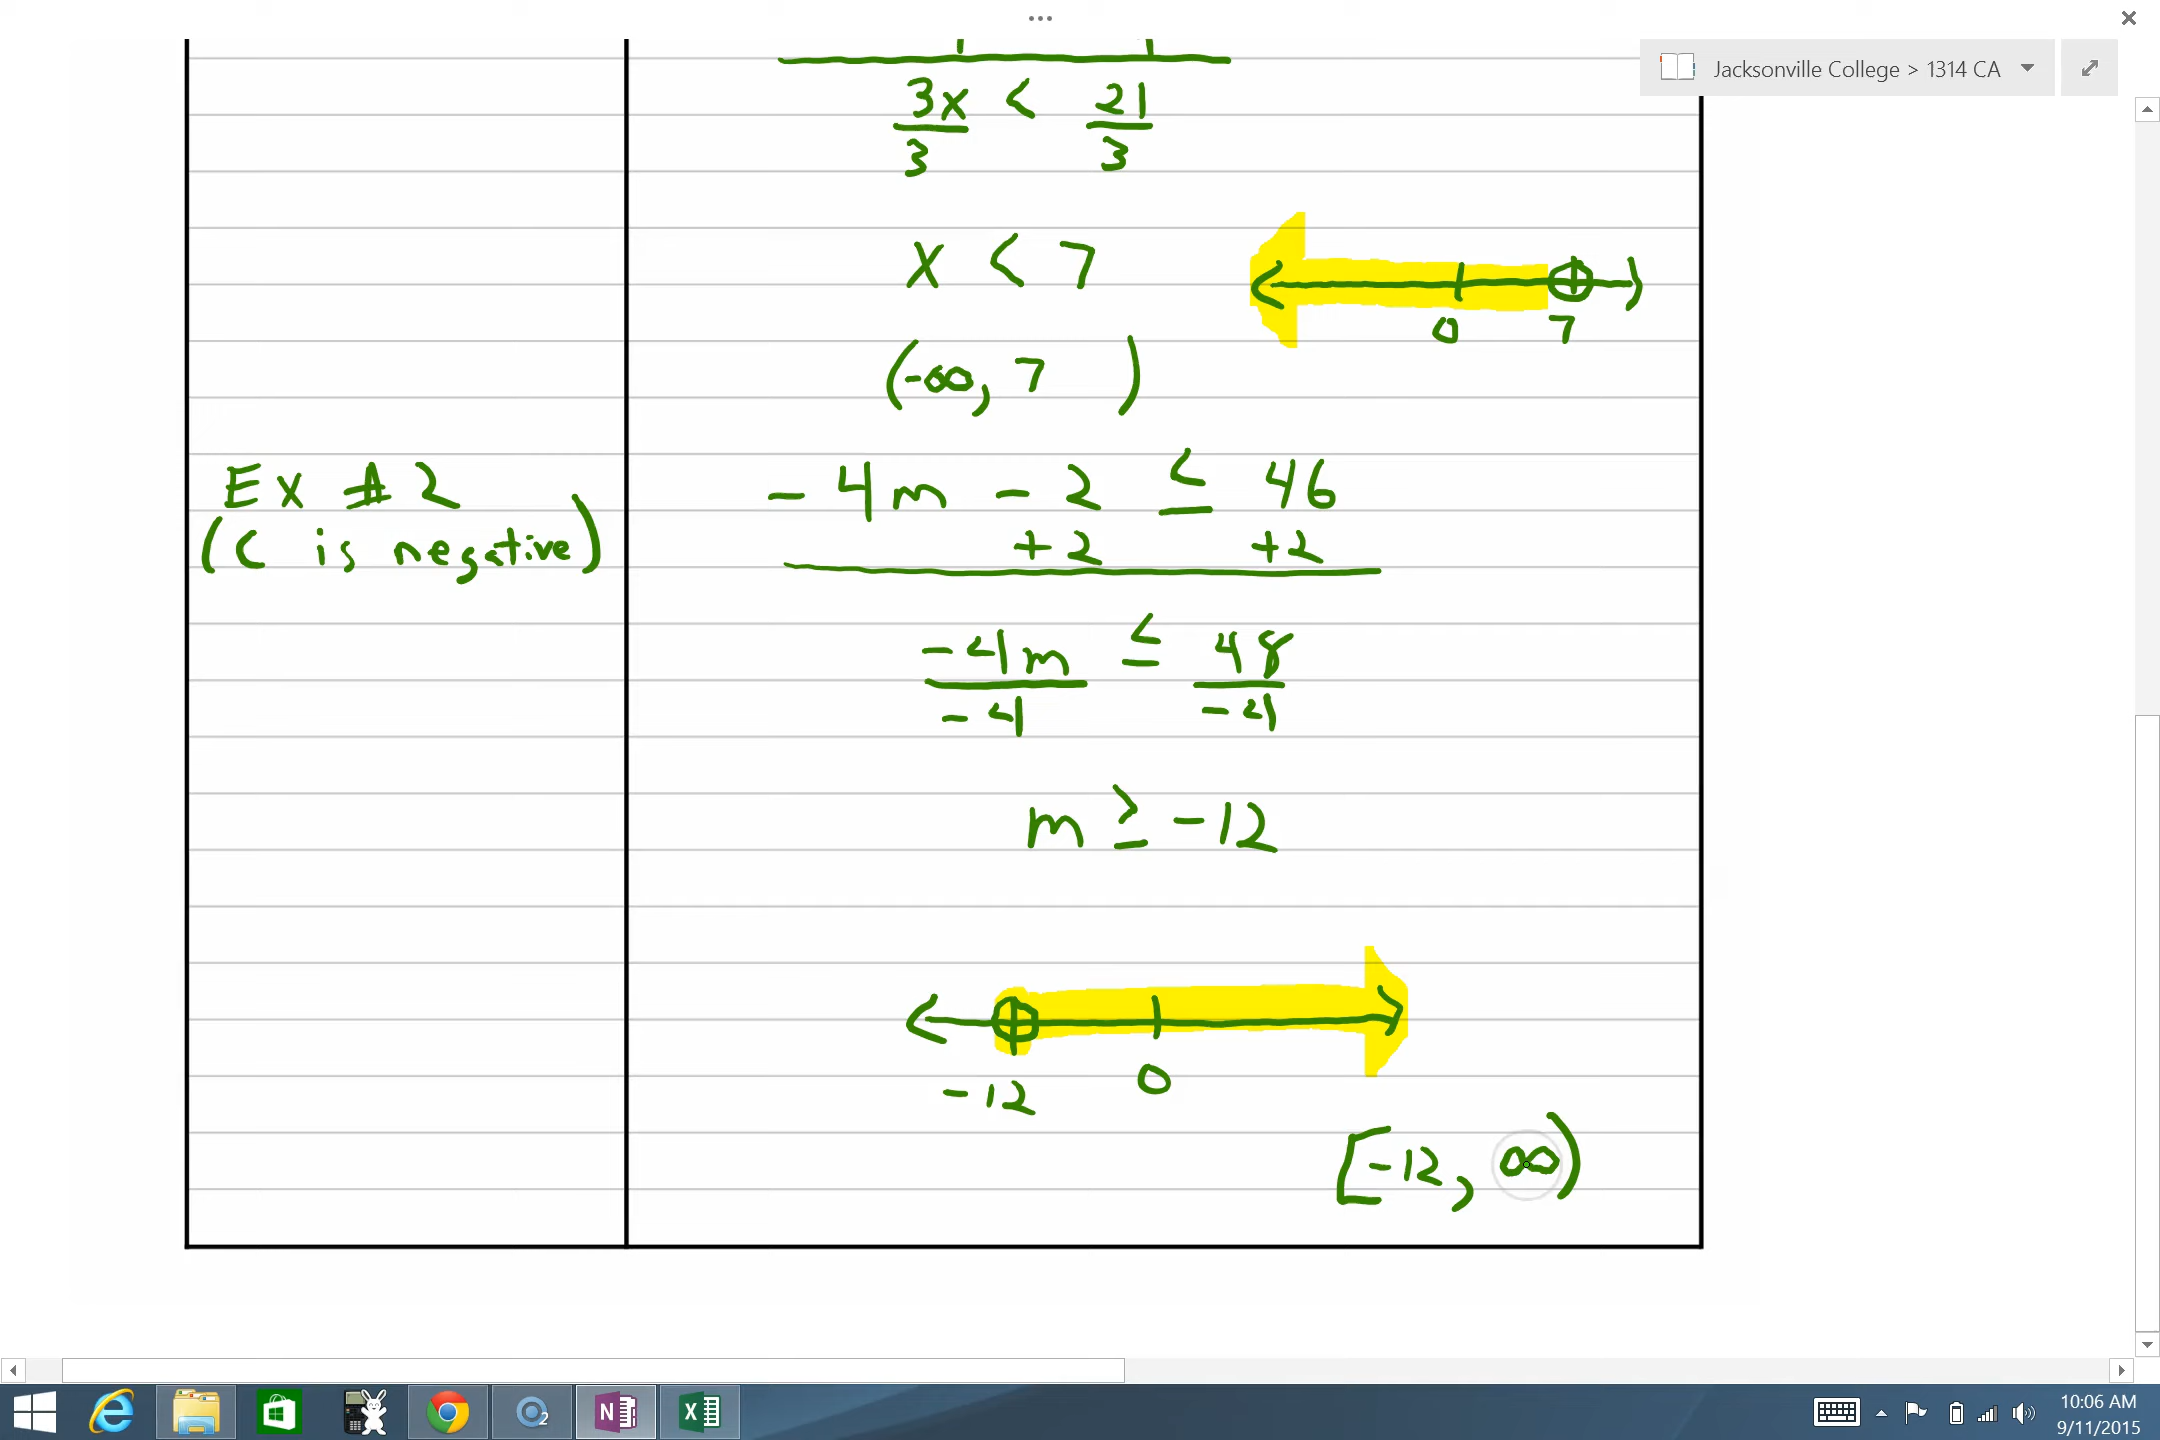 ...
Jacksonville College > 1314 CA
3x < 21
3 3
x < 7
0 7
(-∞, 7 )
Ex #2
(C is negative)
- 4m - 2 ≤ 46
+2 +2
-4m ≤ 48
-4 -4
m ≥ -12
-12 0
[-12, ∞)
10:06 AM
9/11/2015